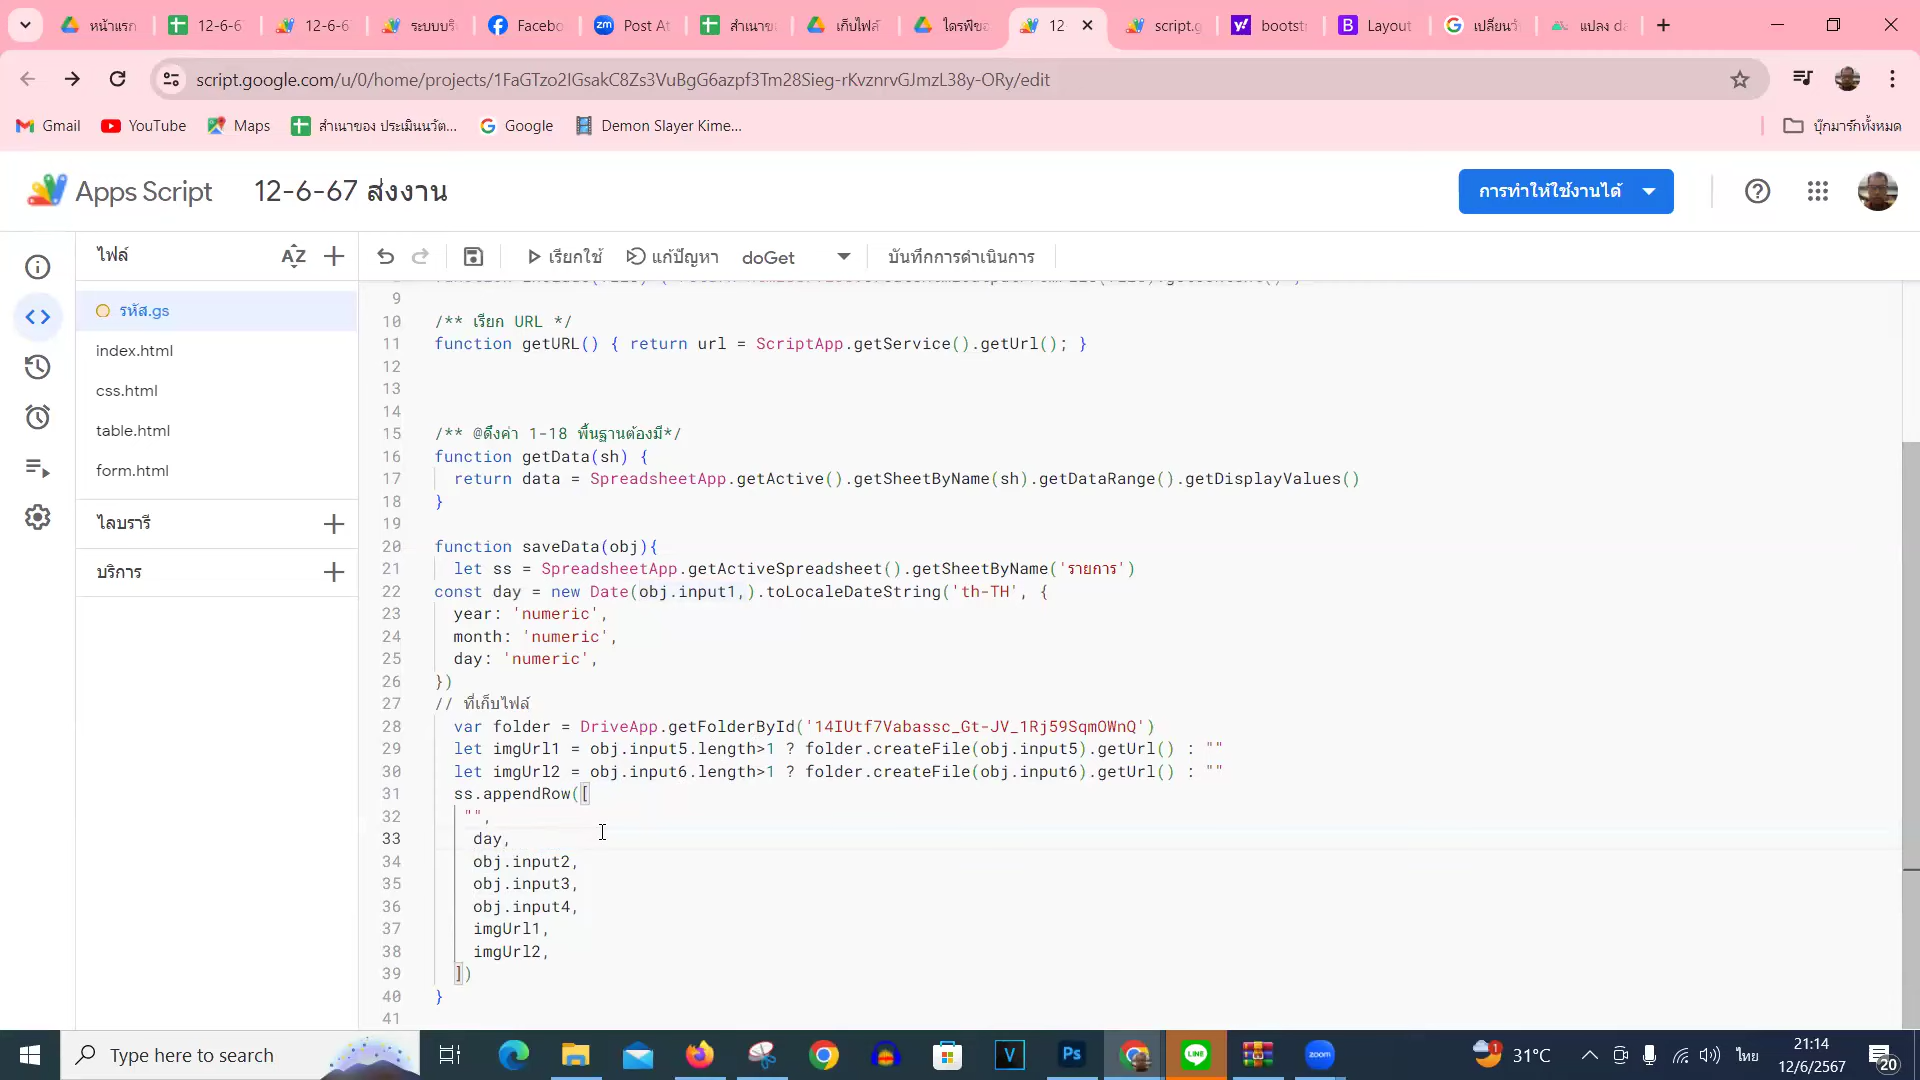 หน้าแรก
12-6-6
12-6-6
ระบบบริ
Facebo
Post At
สำเนาขอ
เก็บไฟล์
ไดรฟ์ขอ
12
script.g
bootst
Layout
เปลี่ยนวั
แปลง da
script.google.com/u/0/home/projects/1FaGTzo2IGsakC8Zs3VuBgG6azpf3Tm28Sieg-rKvznrvGJmzL38y-ORy/edit
Gmail
YouTube
Maps
สำเนาของ ประเมินนวัต...
Google
Demon Slayer Kime...
บุ๊กมาร์กทั้งหมด
Apps Script
12-6-67 ส่งงาน
การทำให้ใช้งานได้
ไฟล์
AZ
เรียกใช้
แก้ปัญหา
doGet
บันทึกการดำเนินการ
รหัส.gs
index.html
css.html
table.html
form.html
ไลบรารี
บริการ
9
10 /** เรียก URL */
11 function getURL() { return url = ScriptApp.getService().getUrl(); }
12
13
14
15 /** @ดึงค่า 1-18 พื้นฐานต้องมี*/
16 function getData(sh) {
17 return data = SpreadsheetApp.getActive().getSheetByName(sh).getDataRange().getDisplayValues()
18 }
19
20 function saveData(obj){
21 let ss = SpreadsheetApp.getActiveSpreadsheet().getSheetByName('รายการ')
22 const day = new Date(obj.input1,).toLocaleDateString('th-TH', {
23 year: 'numeric',
24 month: 'numeric',
25 day: 'numeric',
26 })
27 // ที่เก็บไฟล์
28 var folder = DriveApp.getFolderById('14IUtf7Vabassc_Gt-JV_1Rj59SqmOWnQ')
29 let imgUrl1 = obj.input5.length>1 ? folder.createFile(obj.input5).getUrl() : ""
30 let imgUrl2 = obj.input6.length>1 ? folder.createFile(obj.input6).getUrl() : ""
31 ss.appendRow([
32 "",
33 day,
34 obj.input2,
35 obj.input3,
36 obj.input4,
37 imgUrl1,
38 imgUrl2,
39 ])
40 }
41
Type here to search
V
Ps
LINE
zoom
1
31°C
ไทย
21:14
12/6/2567
20